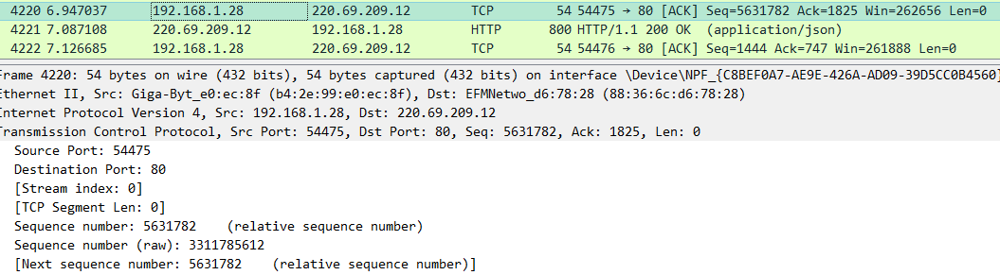 4220 6.947037 192.168.1.28 220.69.209.12 TCP 54 54475 → 80 [ACK] Seq=5631782 Ack=1825 Win=262656 Len=0
4221 7.087108 220.69.209.12 192.168.1.28 HTTP 800 HTTP/1.1 200 OK (application/json)
4222 7.126685 192.168.1.28 220.69.209.12 TCP 54 54476 → 80 [ACK] Seq=1444 Ack=747 Win=261888 Len=0
Frame 4220: 54 bytes on wire (432 bits), 54 bytes captured (432 bits) on interface \Device\NPF_{C8BEF0A7-AE9E-426A-AD09-39D5CC0B4560}
Ethernet II, Src: Giga-Byt_e0:ec:8f (b4:2e:99:e0:ec:8f), Dst: EFMNetwo_d6:78:28 (88:36:6c:d6:78:28)
Internet Protocol Version 4, Src: 192.168.1.28, Dst: 220.69.209.12
Transmission Control Protocol, Src Port: 54475, Dst Port: 80, Seq: 5631782, Ack: 1825, Len: 0
Source Port: 54475
Destination Port: 80
[Stream index: 0]
[TCP Segment Len: 0]
Sequence number: 5631782 (relative sequence number)
Sequence number (raw): 3311785612
[Next sequence number: 5631782 (relative sequence number)]